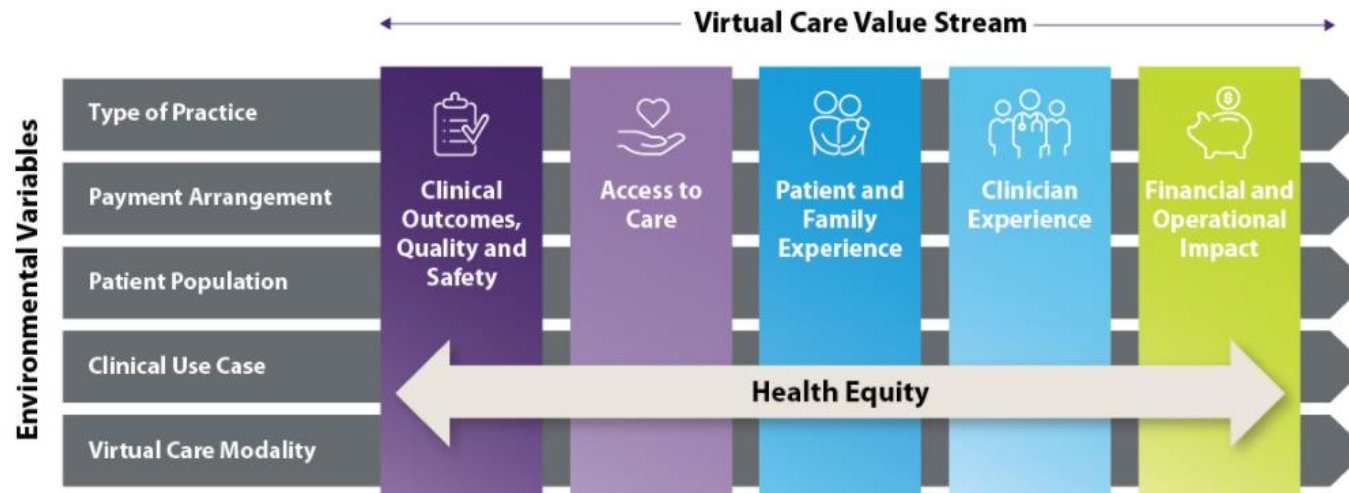 Virtual Care Value Stream
Environmental Variables
Type of Practice
Payment Arrangement
Patient Population
Clinical Use Case
Virtual Care Modality
Clinical
Outcomes,
Quality and
Safety
Access to
Care
Patient and
Family
Experience
Clinician
Experience
$
Financial and
Operational
Impact
Health Equity